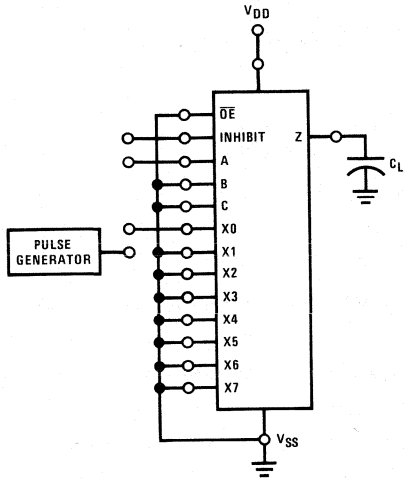 VDD
OE
INHIBIT
Z
A
CL
B
C
X0
PULSE
GENERATOR
X1
X2
X3
X4
X5
X6
X7
VSS